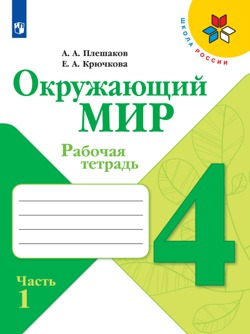 ШКОЛА РОССИИ
А. А. Плешаков
Е. А. Крючкова
Окружающий
МИР
Рабочая
тетрадь
4
Часть
1